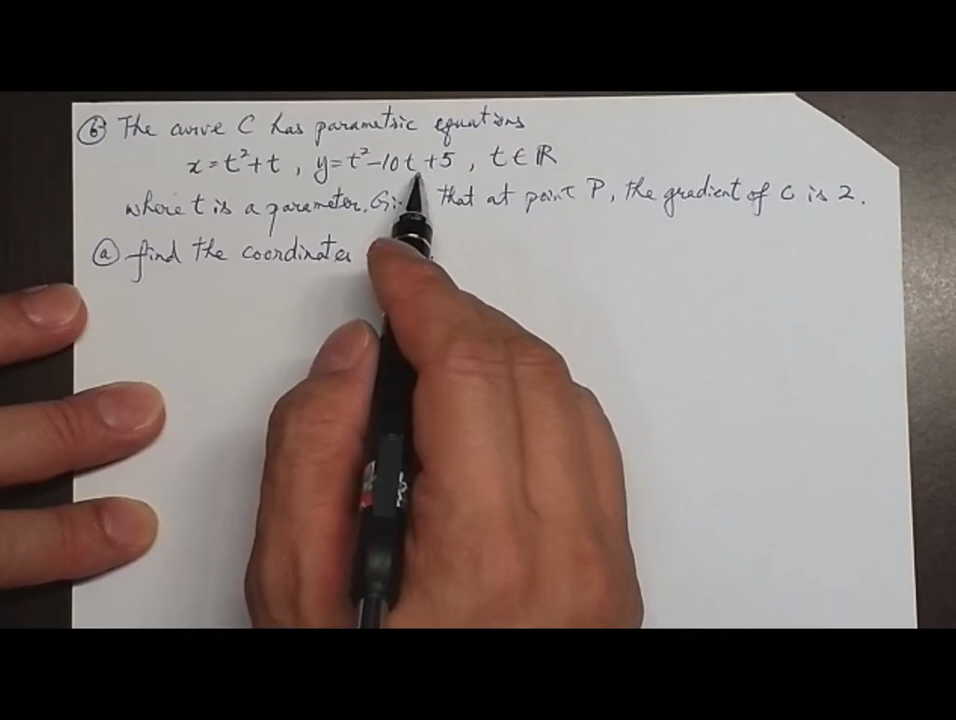 ⑥ The curve C has parametric equations
x = t² + t , y = t² - 10t + 5 , t ∈ ℝ
where t is a parameter. that at point P, the gradient of C is 2.
ⓐ find the coordinates